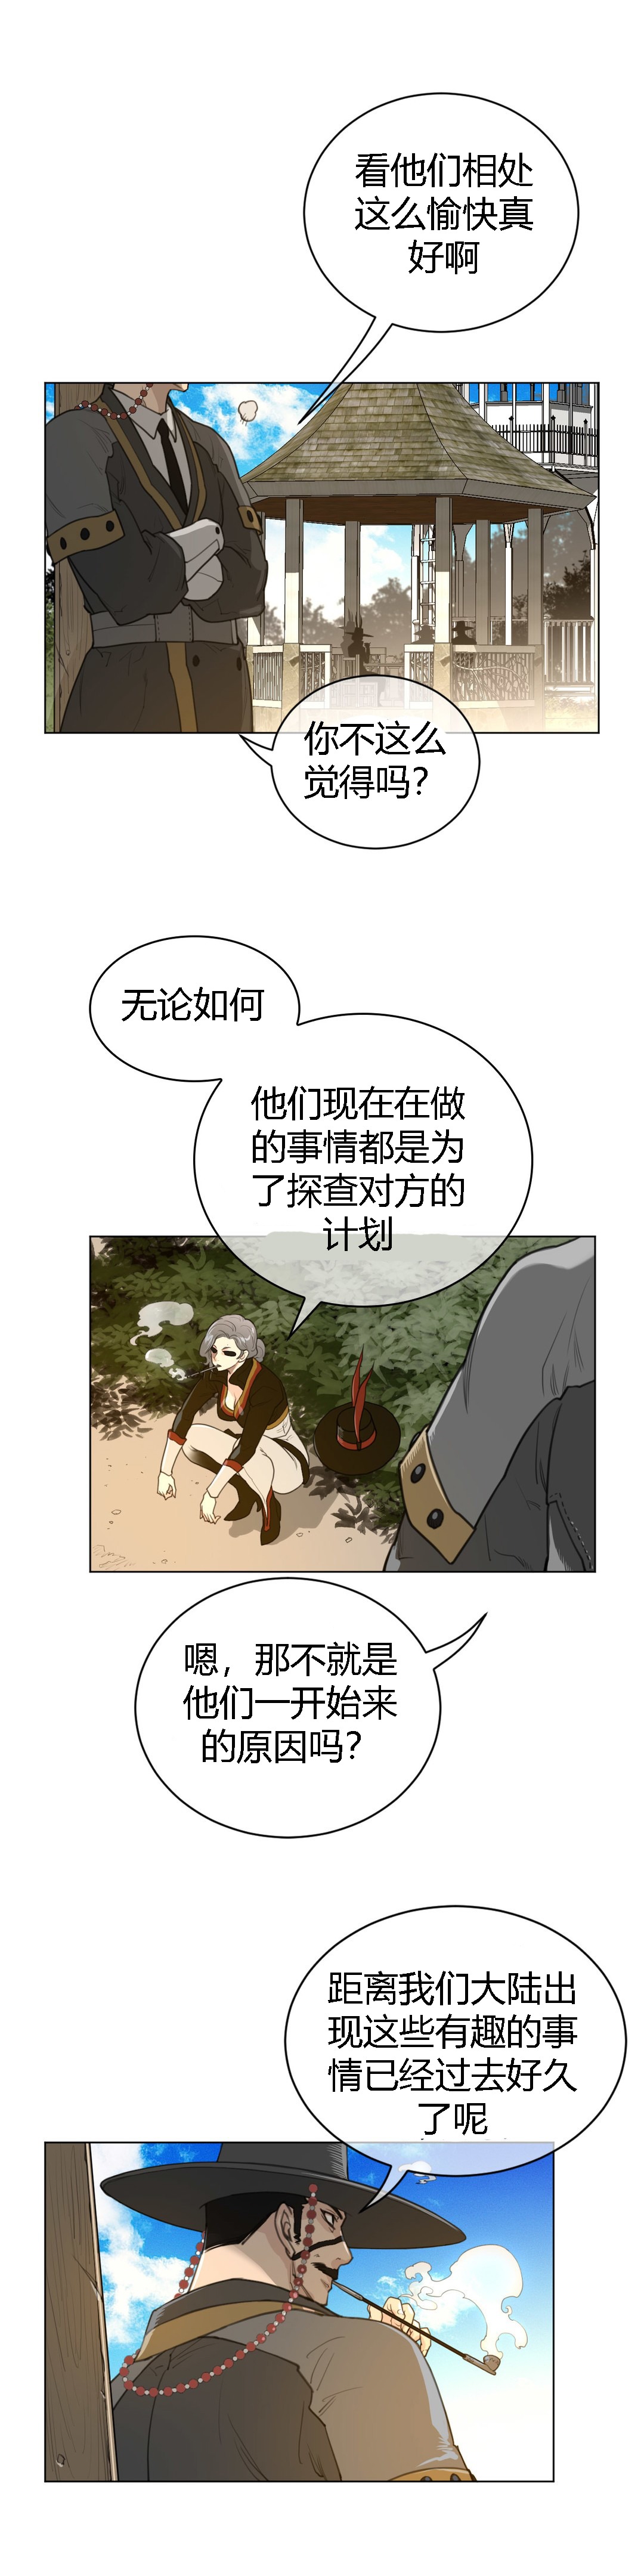 看他们相处
这么愉快真
好啊
你不这么
觉得吗？
无论如何
他们现在在做
的事情都是为
了探查对方的
计划
嗯，那不就是
他们一开始来
的原因吗？
距离我们大陆出
现这些有趣的事
情已经过去好久
了呢